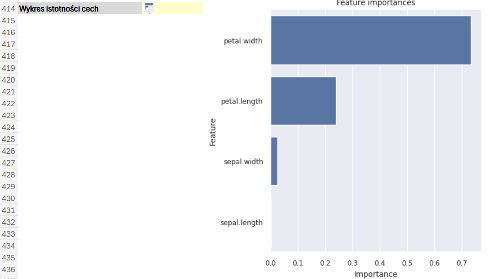 414 Wykres istotności cech
415
416
417
418
419
420
421
422
423
424
425
426
427
428
429
430
431
432
433
434
435
436
Feature importances
petal.width
petal.length
sepal.width
sepal.length
Feature
0.0 0.1 0.2 0.3 0.4 0.5 0.6 0.7
Importance